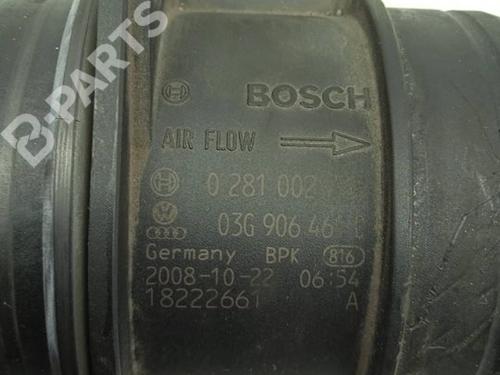 BOSCH
AIR FLOW
0 281 002
03G 906 46
Germany BPK 816
2008-10-22 06:54
18222661 A
B-PARTS